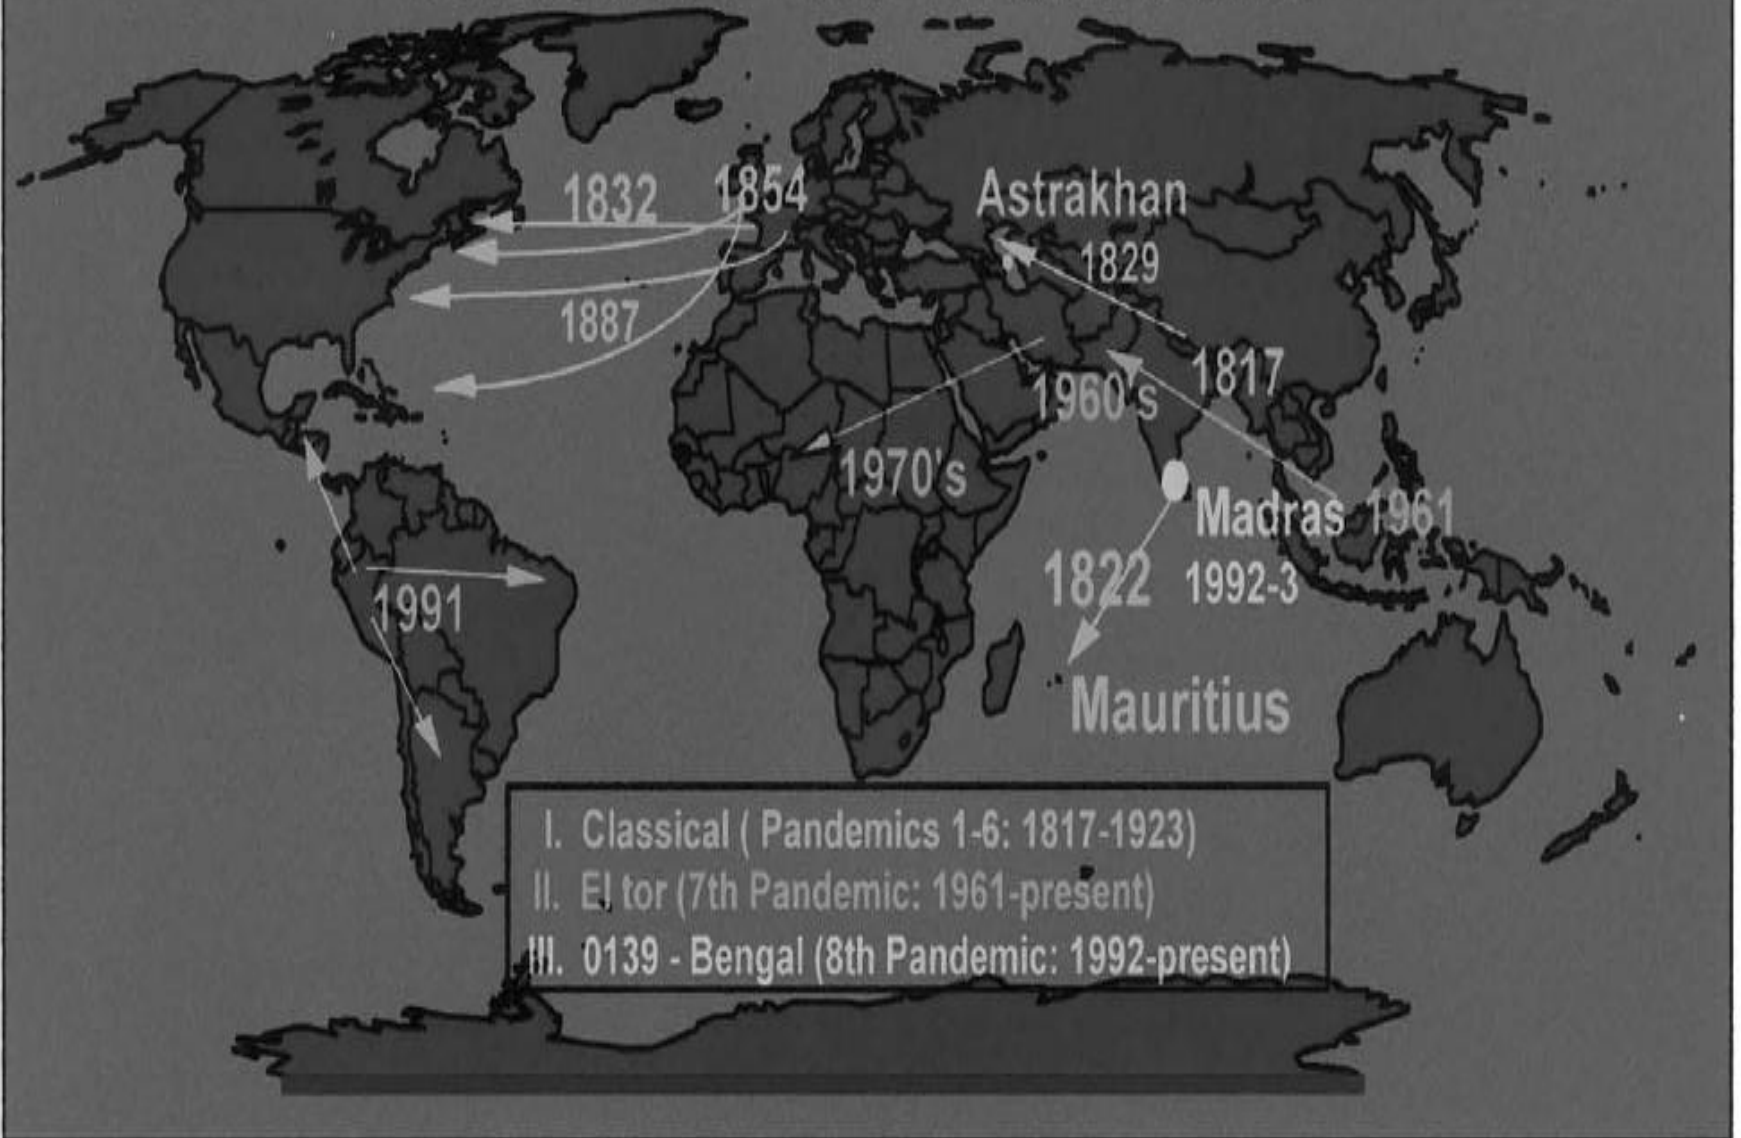 1832
1854
Astrakhan
1829
1887
1817
1960's
1970's
Madras
1961
1822
1992-3
1991
Mauritius
I. Classical ( Pandemics 1-6: 1817-1923)
II. El tor (7th Pandemic: 1961-present)
III. 0139 - Bengal (8th Pandemic: 1992-present)